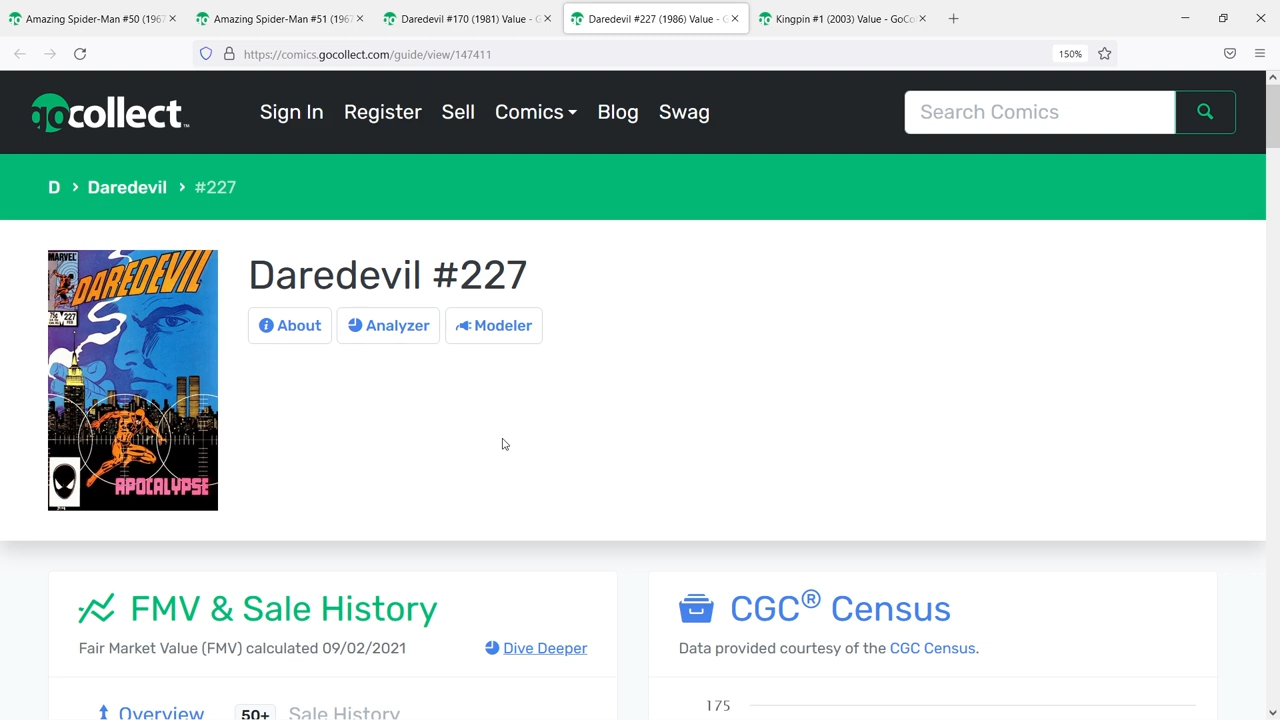 Amazing Spider-Man #50 (1967
Amazing Spider-Man #51 (1967
Daredevil #170 (1981) Value - G
Daredevil #227 (1986) Value - G
Kingpin #1 (2003) Value - GoCo
https://comics.gocollect.com/guide/view/147411
150%
gocollect™
Sign In Register Sell Comics Blog Swag
Search Comics
D > Daredevil > #227
MARVEL
DAREDEVIL
227
APOCALYPSE
Daredevil #227
About Analyzer Modeler
FMV & Sale History
Fair Market Value (FMV) calculated 09/02/2021
Dive Deeper
Overview 50+ Sale History
CGC® Census
Data provided courtesy of the CGC Census.
175